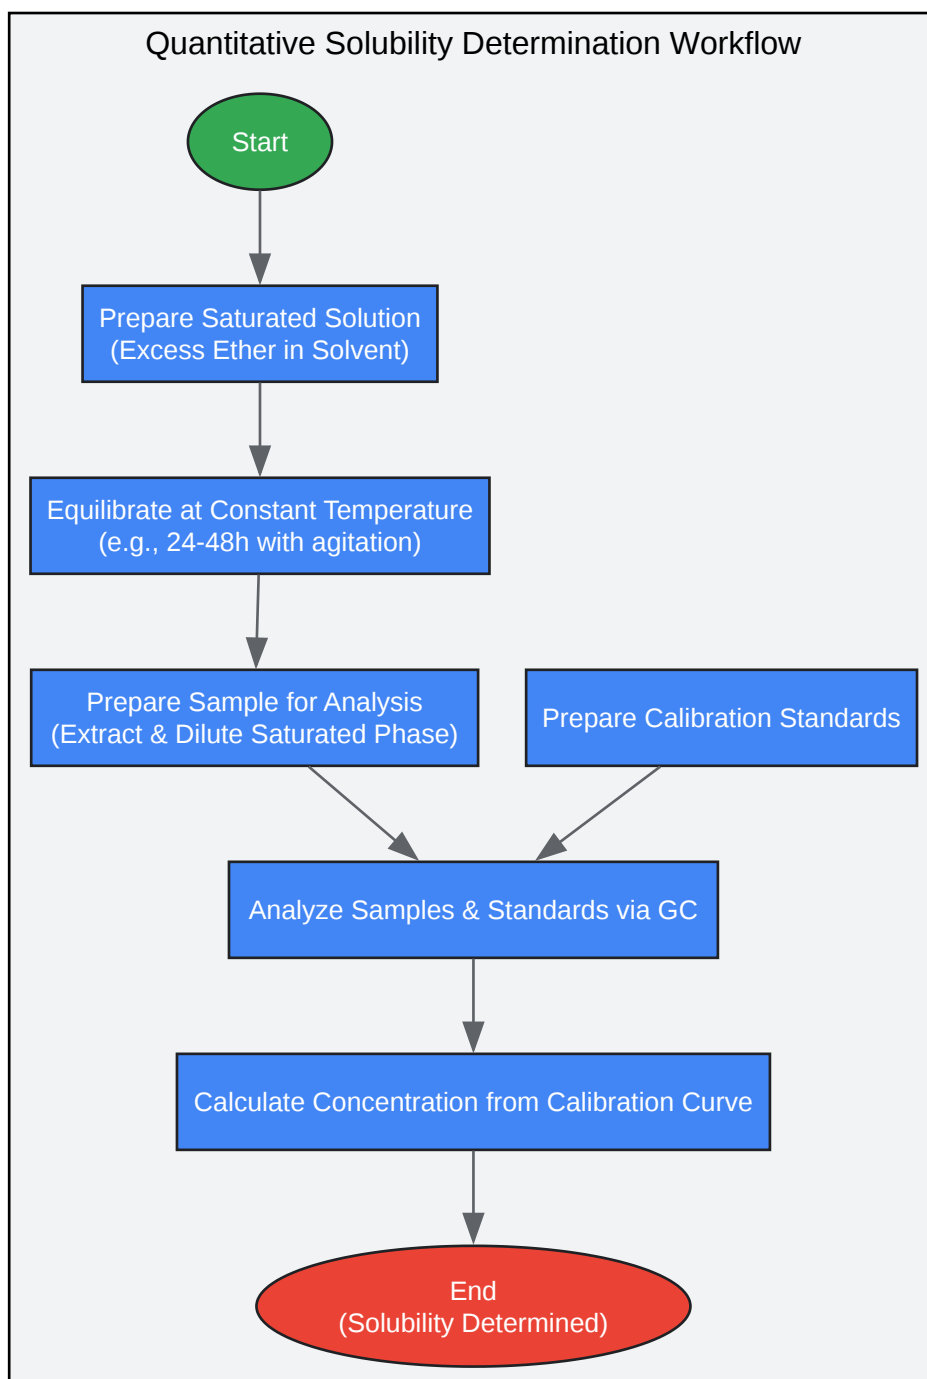 Quantitative Solubility Determination Workflow
Start
Prepare Saturated Solution
(Excess Ether in Solvent)
Equilibrate at Constant Temperature
(e.g., 24-48h with agitation)
Prepare Sample for Analysis
(Extract & Dilute Saturated Phase)
Prepare Calibration Standards
Analyze Samples & Standards via GC
Calculate Concentration from Calibration Curve
End
(Solubility Determined)